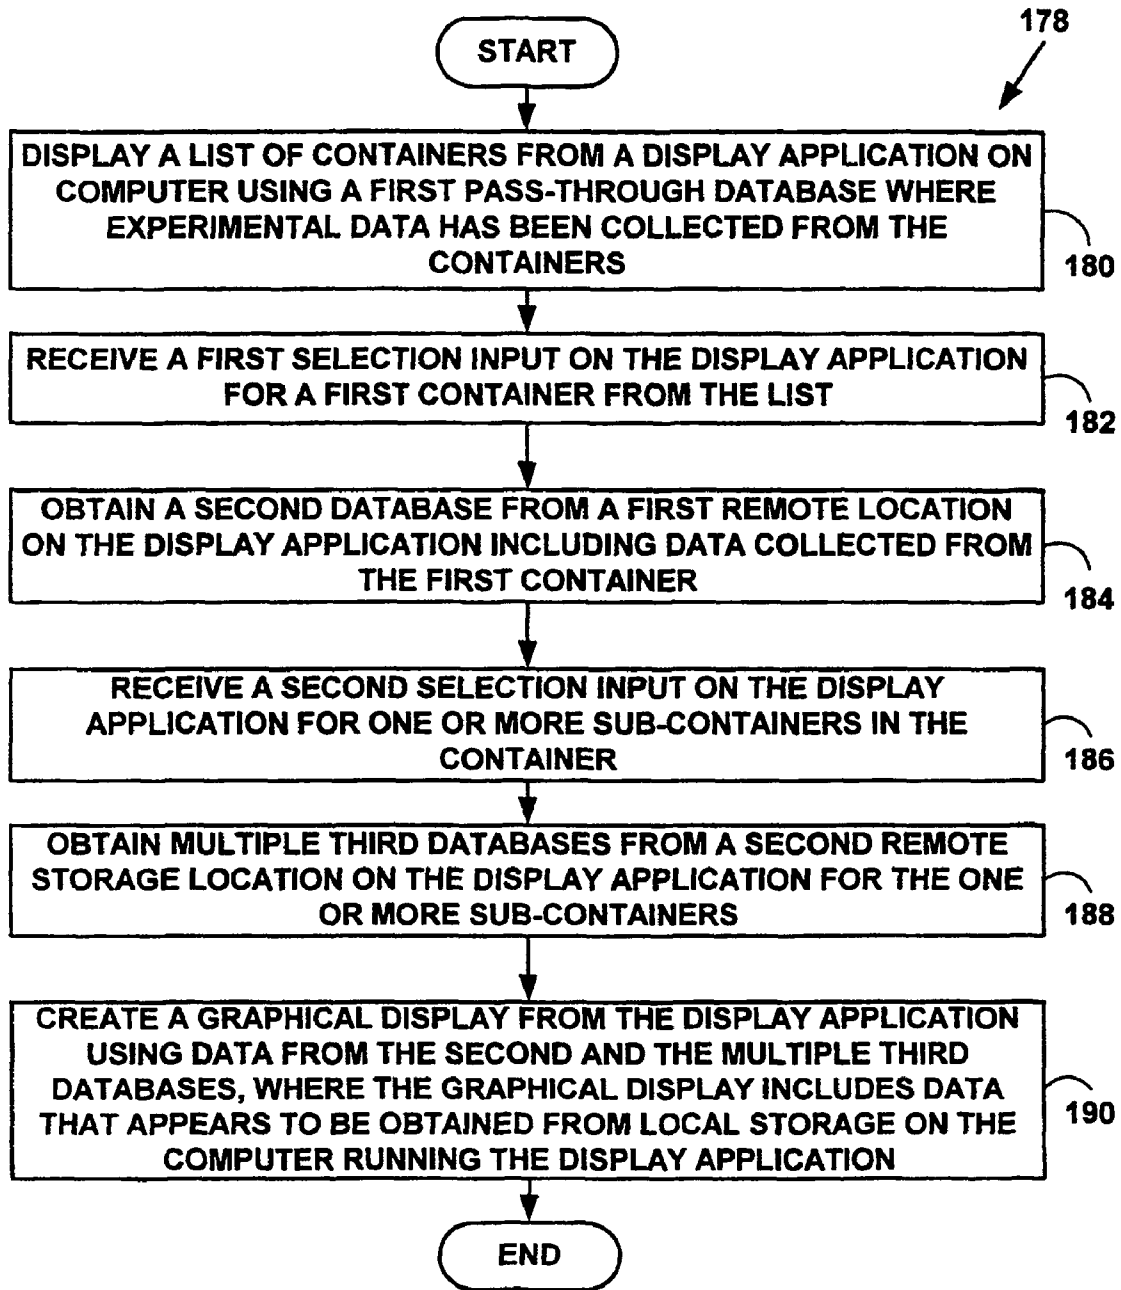 178
START
DISPLAY A LIST OF CONTAINERS FROM A DISPLAY APPLICATION ON
COMPUTER USING A FIRST PASS-THROUGH DATABASE WHERE
EXPERIMENTAL DATA HAS BEEN COLLECTED FROM THE
CONTAINERS
180
RECEIVE A FIRST SELECTION INPUT ON THE DISPLAY APPLICATION
FOR A FIRST CONTAINER FROM THE LIST
182
OBTAIN A SECOND DATABASE FROM A FIRST REMOTE LOCATION
ON THE DISPLAY APPLICATION INCLUDING DATA COLLECTED FROM
THE FIRST CONTAINER
184
RECEIVE A SECOND SELECTION INPUT ON THE DISPLAY
APPLICATION FOR ONE OR MORE SUB-CONTAINERS IN THE
CONTAINER
186
OBTAIN MULTIPLE THIRD DATABASES FROM A SECOND REMOTE
STORAGE LOCATION ON THE DISPLAY APPLICATION FOR THE ONE
OR MORE SUB-CONTAINERS
188
CREATE A GRAPHICAL DISPLAY FROM THE DISPLAY APPLICATION
USING DATA FROM THE SECOND AND THE MULTIPLE THIRD
DATABASES, WHERE THE GRAPHICAL DISPLAY INCLUDES DATA
THAT APPEARS TO BE OBTAINED FROM LOCAL STORAGE ON THE
COMPUTER RUNNING THE DISPLAY APPLICATION
190
END